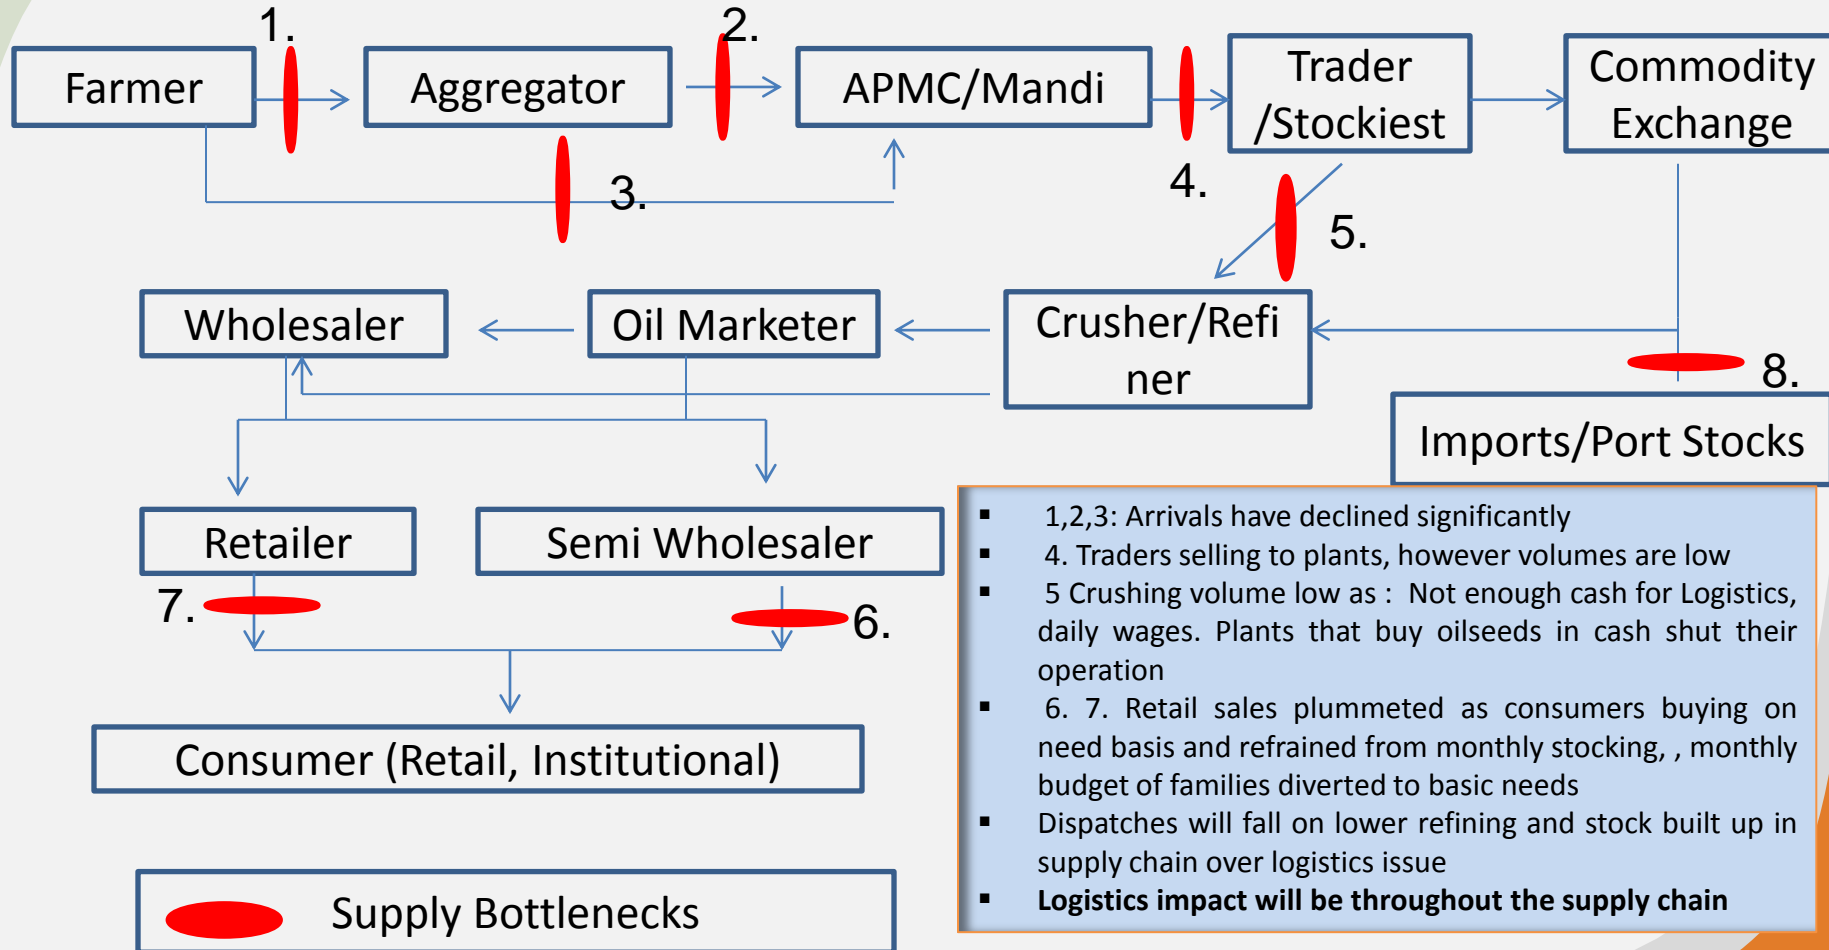 1.
2.
Farmer
Aggregator
APMC/Mandi
Trader
/Stockiest
Commodity
Exchange
3.
4.
5.
Wholesaler
Oil Marketer
Crusher/Refi
ner
8.
Imports/Port Stocks
Retailer
Semi Wholesaler
7.
6.
Consumer (Retail, Institutional)
Supply Bottlenecks
▪ 1,2,3: Arrivals have declined significantly
▪ 4. Traders selling to plants, however volumes are low
▪ 5 Crushing volume low as : Not enough cash for Logistics,
daily wages. Plants that buy oilseeds in cash shut their
operation
▪ 6. 7. Retail sales plummeted as consumers buying on
need basis and refrained from monthly stocking, , monthly
budget of families diverted to basic needs
▪ Dispatches will fall on lower refining and stock built up in
supply chain over logistics issue
▪ Logistics impact will be throughout the supply chain